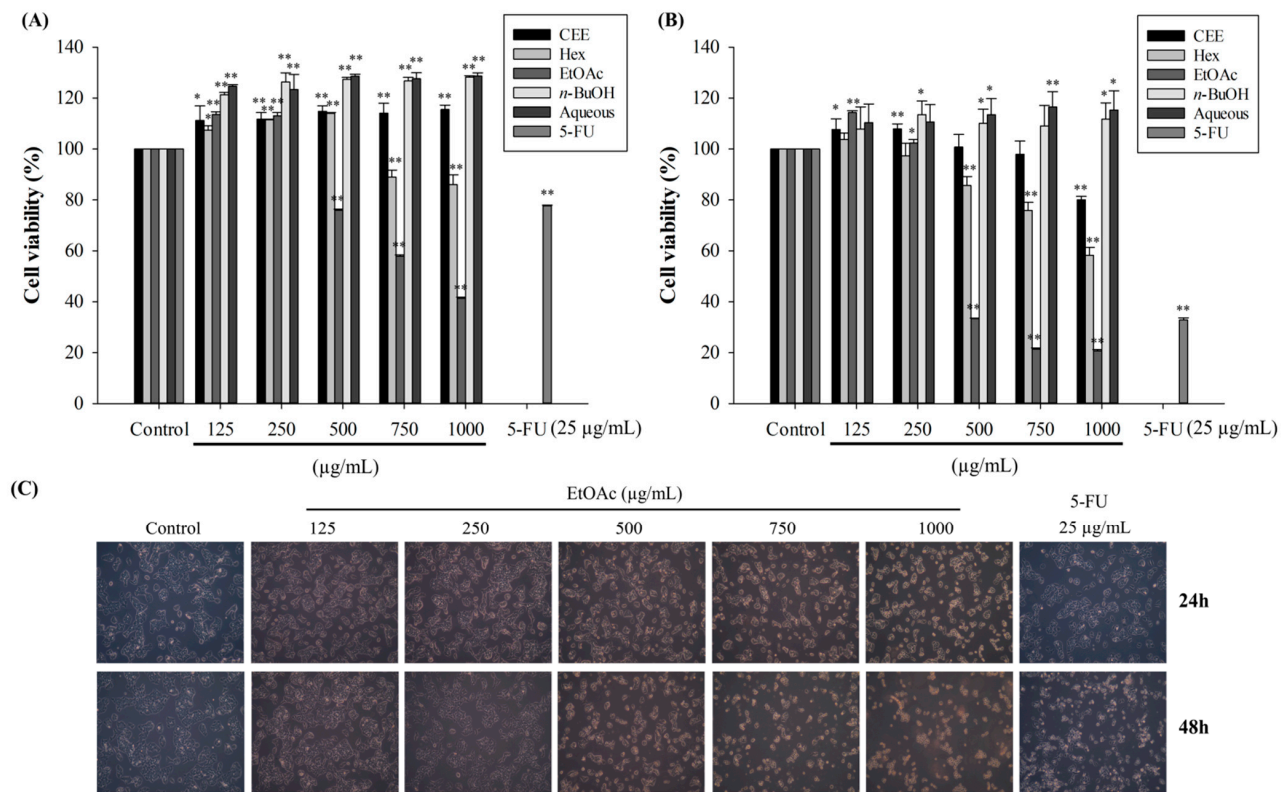 (A)
140
120
100
80
60
40
20
0
Cell viability (%)
CEE
Hex
EtOAc
n-BuOH
Aqueous
5-FU
* * ** ** **
** ** ** ** **
** ** ** ** **
** ** ** ** **
** ** ** ** **
**
Control 125 250 500 750 1000 5-FU (25 µg/mL)
(µg/mL)
(B)
140
120
100
80
60
40
20
0
Cell viability (%)
CEE
Hex
EtOAc
n-BuOH
Aqueous
5-FU
* **
** * *
** ** * *
** ** **
** ** ** * *
**
Control 125 250 500 750 1000 5-FU (25 µg/mL)
(µg/mL)
(C)
EtOAc (µg/mL)
5-FU
Control 125 250 500 750 1000 25 µg/mL
24h
48h